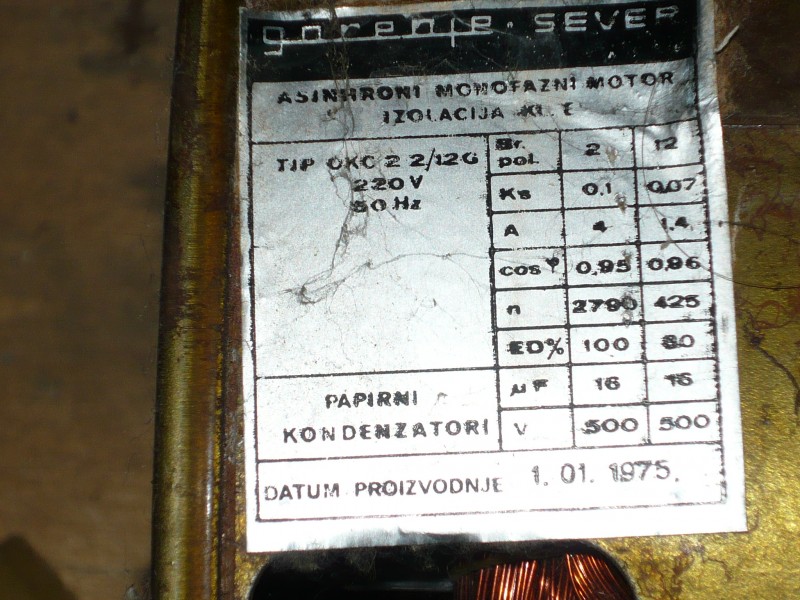 gorenje · SEVER
ASINHRONI MONOFAZNI MOTOR
IZOLACIJA KL E
TIP OKC 2 2/12G
220 V
50 Hz
Br. pol. 2 12
Ks 0,1 0,07
A 4 1,4
cos φ 0,95 0,96
n 2790 425
ED% 100 80
μF 16 16
V 500 500
PAPIRNI
KONDENZATORI
DATUM PROIZVODNJE 1. 01. 1975.